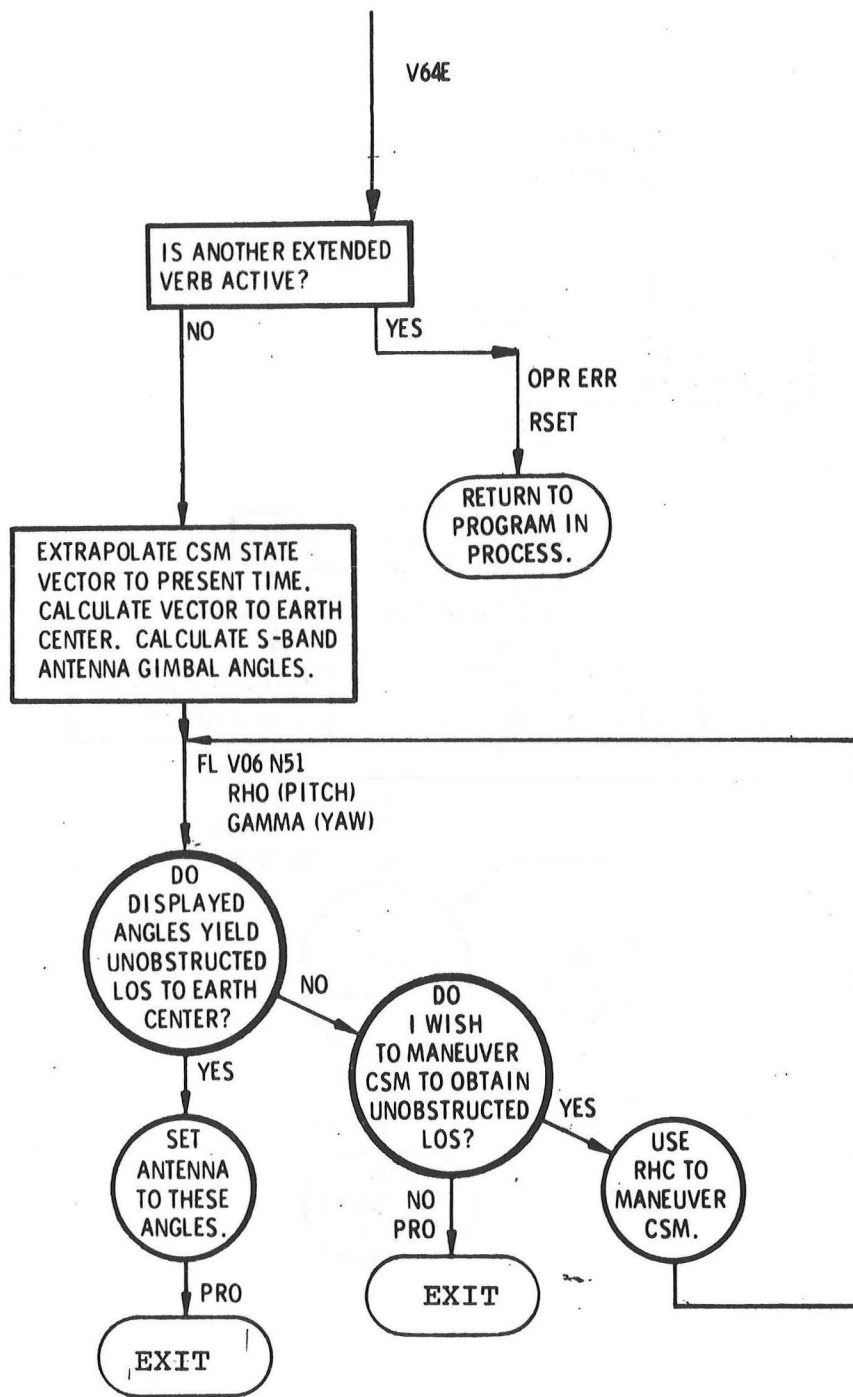 V64E
IS ANOTHER EXTENDED
VERB ACTIVE?
NO
YES
OPR ERR
RSET
RETURN TO
PROGRAM IN
PROCESS.
EXTRAPOLATE CSM STATE
VECTOR TO PRESENT TIME.
CALCULATE VECTOR TO EARTH
CENTER. CALCULATE S-BAND
ANTENNA GIMBAL ANGLES.
FL V06 N51
RHO (PITCH)
GAMMA (YAW)
DO
DISPLAYED
ANGLES YIELD
UNOBSTRUCTED
LOS TO EARTH
CENTER?
NO
DO
I WISH
TO MANEUVER
CSM TO OBTAIN
UNOBSTRUCTED
LOS?
YES
YES
USE
RHC TO
MANEUVER
CSM.
SET
ANTENNA
TO THESE
ANGLES.
NO
PRO
EXIT
PRO
EXIT